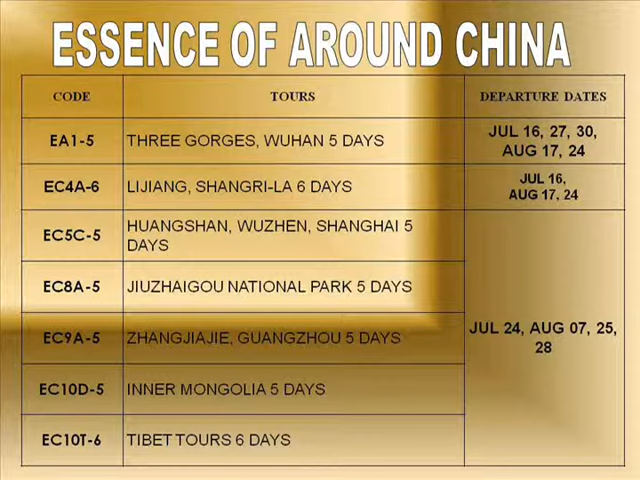 ESSENCE OF AROUND CHINA
CODE TOURS DEPARTURE DATES
EA1-5 THREE GORGES, WUHAN 5 DAYS JUL 16, 27, 30,
AUG 17, 24
EC4A-6 LIJIANG, SHANGRI-LA 6 DAYS JUL 16,
AUG 17, 24
EC5C-5 HUANGSHAN, WUZHEN, SHANGHAI 5
DAYS
EC8A-5 JIUZHAIGOU NATIONAL PARK 5 DAYS
EC9A-5 ZHANGJIAJIE, GUANGZHOU 5 DAYS
JUL 24, AUG 07, 25,
28
EC10D-5 INNER MONGOLIA 5 DAYS
EC10T-6 TIBET TOURS 6 DAYS